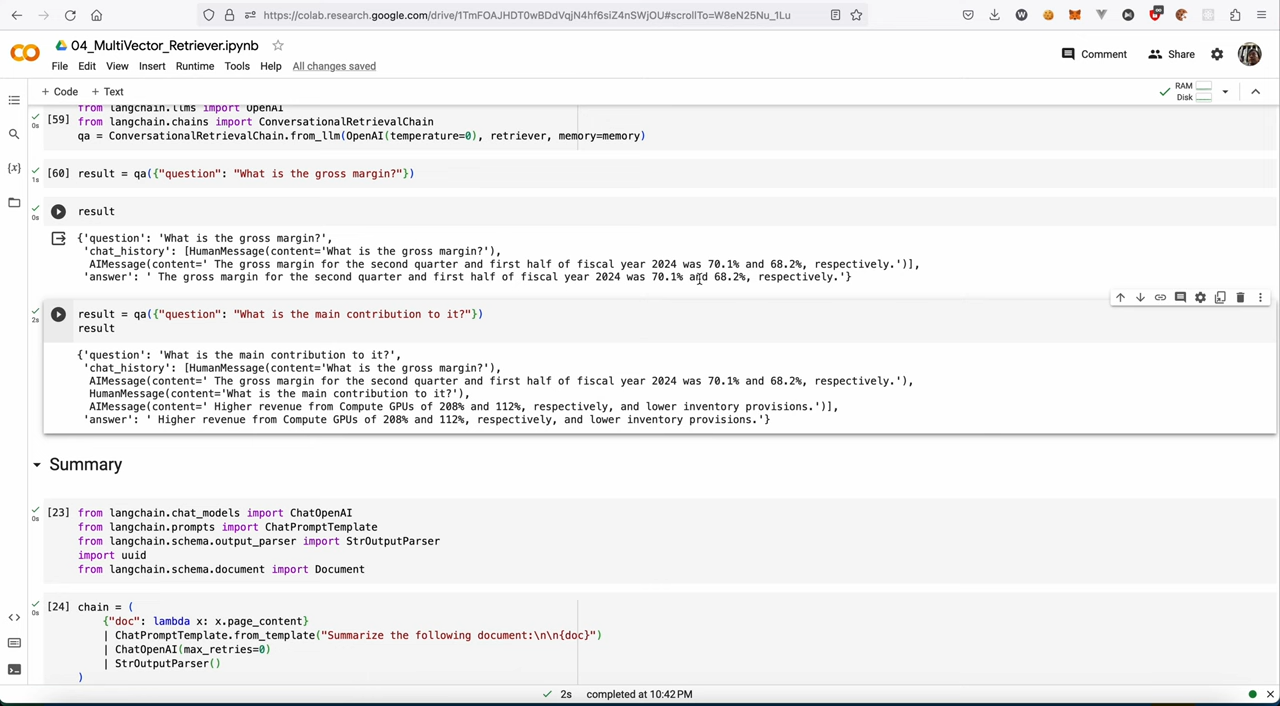 https://colab.research.google.com/drive/1TmFOAJHDT0wBDdVqjN4hf6siZ4nSWjOU#scrollTo=W8eN25Nu_1Lu
04_MultiVector_Retriever.ipynb
File Edit View Insert Runtime Tools Help All changes saved
Comment Share
+ Code + Text
RAM
Disk
from langchain.llms import OpenAI
[59] from langchain.chains import ConversationalRetrievalChain
0s
qa = ConversationalRetrievalChain.from_llm(OpenAI(temperature=0), retriever, memory=memory)
[60] result = qa({"question": "What is the gross margin?"})
1s
result
0s
{'question': 'What is the gross margin?',
'chat_history': [HumanMessage(content='What is the gross margin?'),
AIMessage(content=' The gross margin for the second quarter and first half of fiscal year 2024 was 70.1% and 68.2%, respectively.')],
'answer': ' The gross margin for the second quarter and first half of fiscal year 2024 was 70.1% and 68.2%, respectively.'}
result = qa({"question": "What is the main contribution to it?"})
2s
result
{'question': 'What is the main contribution to it?',
'chat_history': [HumanMessage(content='What is the gross margin?'),
AIMessage(content=' The gross margin for the second quarter and first half of fiscal year 2024 was 70.1% and 68.2%, respectively.'),
HumanMessage(content='What is the main contribution to it?'),
AIMessage(content=' Higher revenue from Compute GPUs of 208% and 112%, respectively, and lower inventory provisions.')],
'answer': ' Higher revenue from Compute GPUs of 208% and 112%, respectively, and lower inventory provisions.'}
Summary
[23] from langchain.chat_models import ChatOpenAI
0s
from langchain.prompts import ChatPromptTemplate
from langchain.schema.output_parser import StrOutputParser
import uuid
from langchain.schema.document import Document
[24] chain = (
0s
{"doc": lambda x: x.page_content}
| ChatPromptTemplate.from_template("Summarize the following document:\n\n{doc}")
| ChatOpenAI(max_retries=0)
| StrOutputParser()
)
2s completed at 10:42 PM